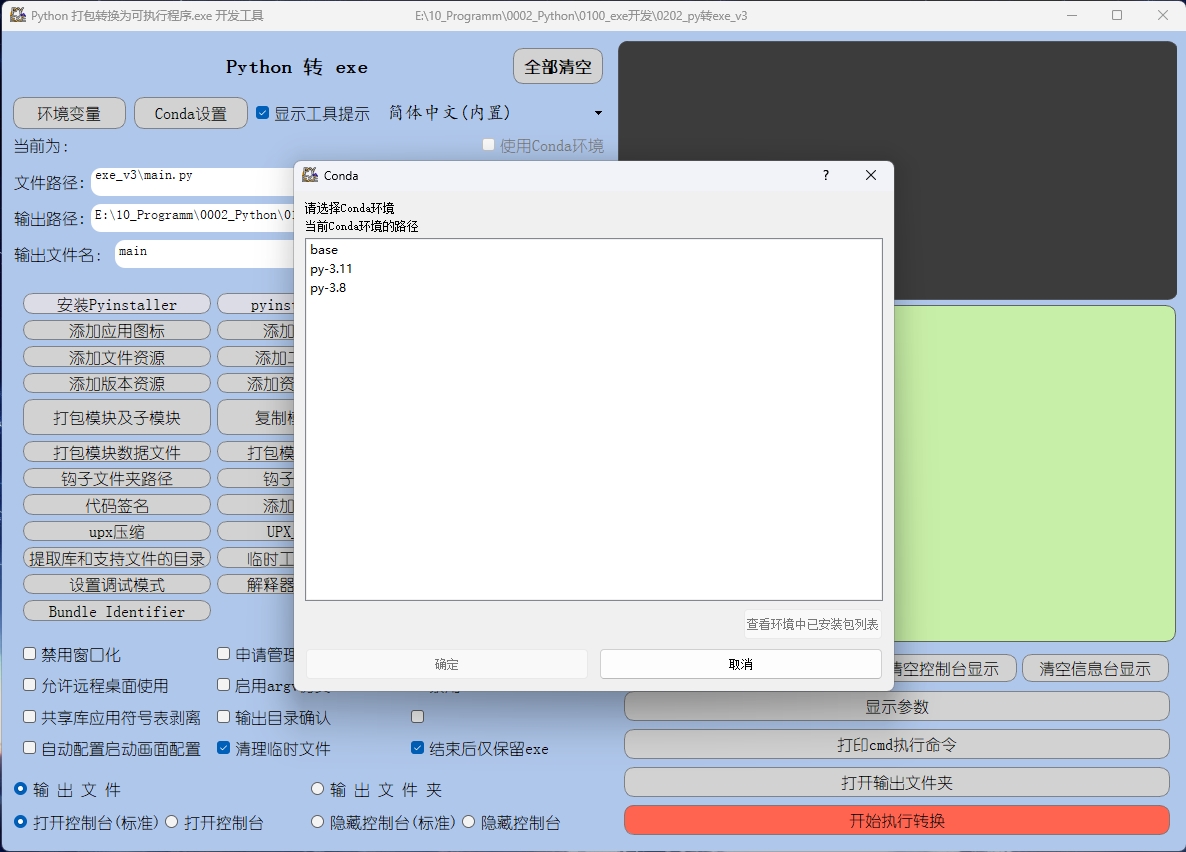 Python 打包转换为可执行程序.exe 开发工具
E:\10_Programm\0002_Python\0100_exe开发\0202_py转exe_v3
Python 转 exe
全部清空
环境变量
Conda设置
显示工具提示
简体中文(内置)
当前为:
使用Conda环境
文件路径:
exe_v3\main.py
输出路径:
E:\10_Programm\0002_Python\0
输出文件名:
main
Conda
?
请选择Conda环境
当前Conda环境的路径
base
py-3.11
py-3.8
查看环境中已安装包列表
确定
取消
安装Pyinstaller
pyins
添加应用图标
添加
添加文件资源
添加
添加版本资源
添加资
打包模块及子模块
复制
打包模块数据文件
打包模
钩子文件夹路径
钩子
代码签名
添加
upx压缩
UPX
提取库和支持文件的目录
临时工
设置调试模式
解释器
Bundle Identifier
禁用窗口化
申请管理
允许远程桌面使用
启用arg
共享库应用符号表剥离
输出目录确认
自动配置启动画面配置
清理临时文件
结束后仅保留exe
输出文件
输出文件夹
打开控制台(标准)
打开控制台
隐藏控制台(标准)
隐藏控制台
清空控制台显示
清空信息台显示
显示参数
打印cmd执行命令
打开输出文件夹
开始执行转换